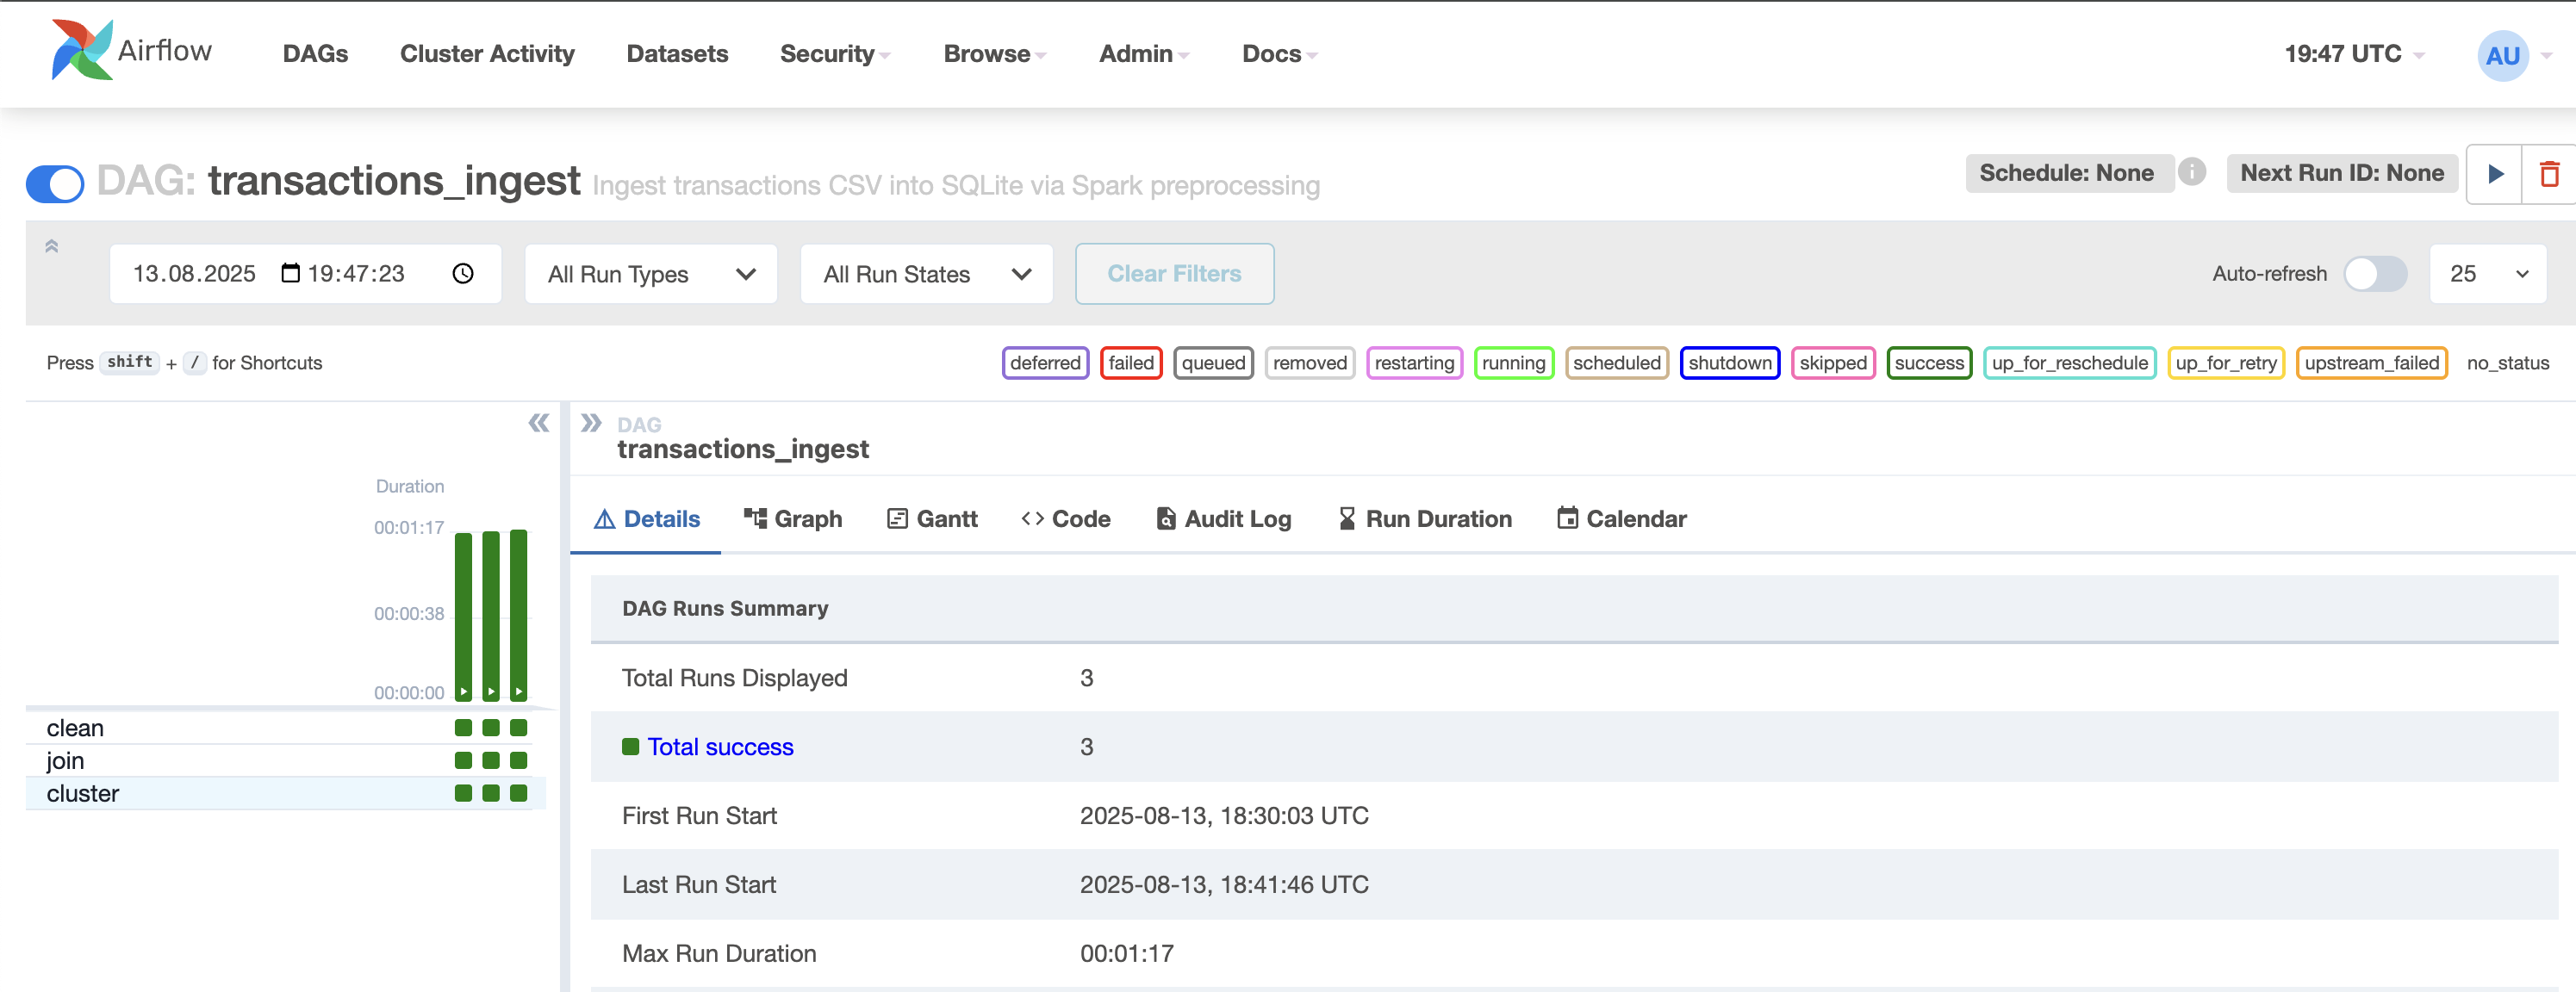 Airflow DAGs Cluster Activity Datasets Security Browse Admin Docs 19:47 UTC AU
DAG: transactions_ingest Ingest transactions CSV into SQLite via Spark preprocessing Schedule: None i Next Run ID: None
13.08.2025 19:47:23 All Run Types All Run States Clear Filters Auto-refresh 25
Press shift + / for Shortcuts deferred failed queued removed restarting running scheduled shutdown skipped success up_for_reschedule up_for_retry upstream_failed no_status
DAG
transactions_ingest
Duration
00:01:17
00:00:38
00:00:00
clean
join
cluster
Details Graph Gantt Code Audit Log Run Duration Calendar
DAG Runs Summary
Total Runs Displayed 3
Total success 3
First Run Start 2025-08-13, 18:30:03 UTC
Last Run Start 2025-08-13, 18:41:46 UTC
Max Run Duration 00:01:17